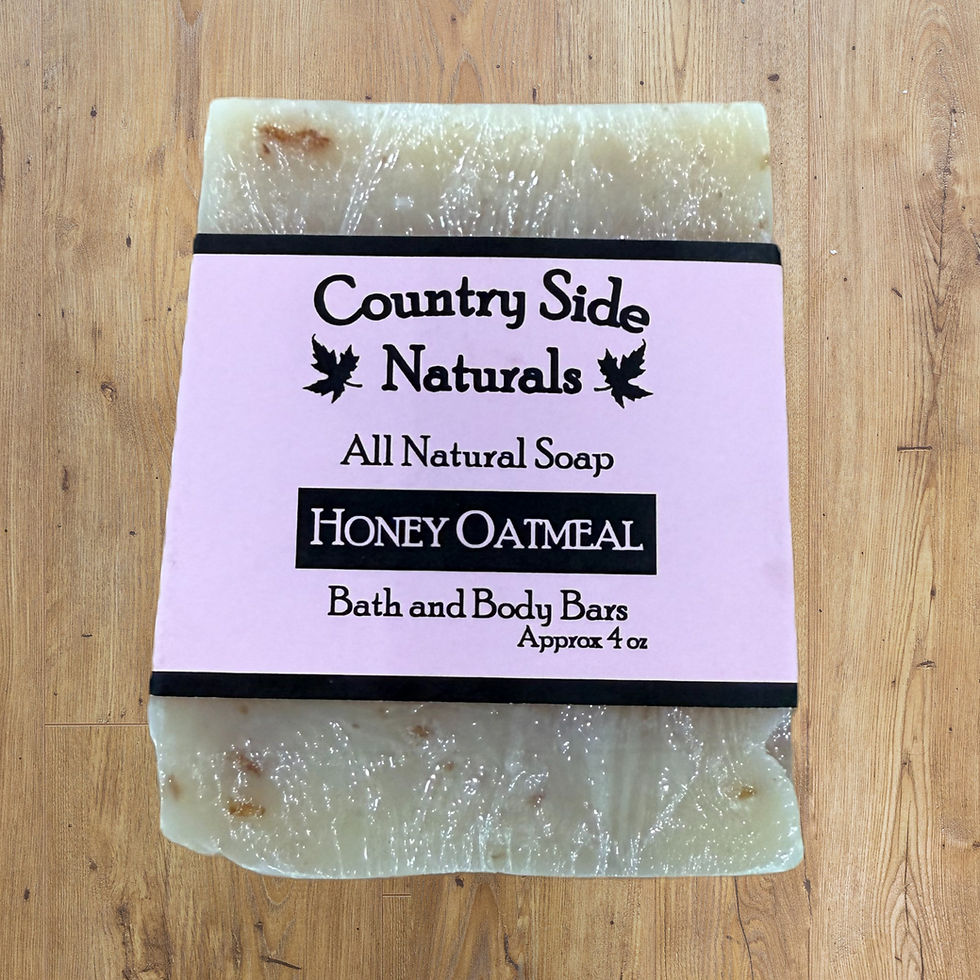 Country Side
Naturals
All Natural Soap
Honey Oatmeal
Bath and Body Bars
Approx 4 oz